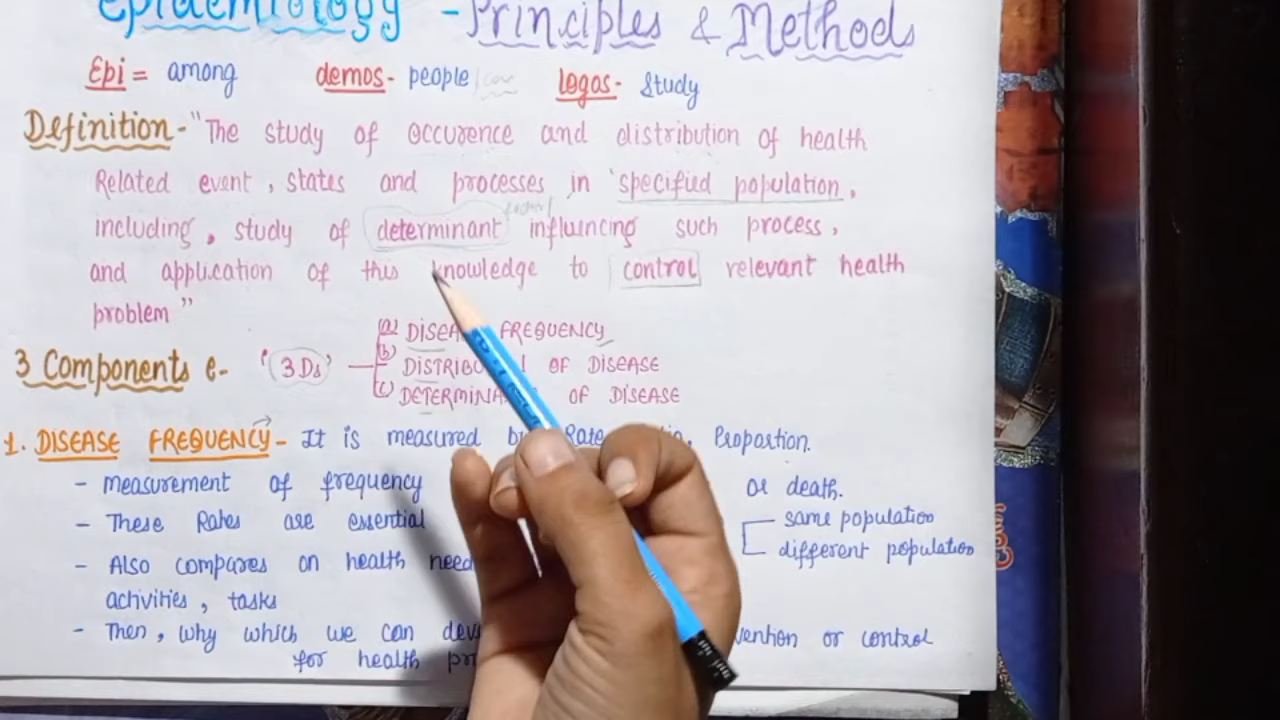 Epidemiology - Principles & Methods
Epi = among demos - people Logos - Study
Definition - "The study of Occurence and distribution of health
Related event, states and processes in specified population,
including, study of determinant influencing such process,
and application of this knowledge to control relevant health
problem"
3 Components e- '3Ds'
(a) DISEA FREQUENCY
b) DISTRIBU OF DISEASE
(c) DETERMINA OF DISEASE
1. DISEASE FREQUENCY - It is measured by Rate, Proportion.
- measurement of frequency or death.
- These Rates are essential same population
different population
- Also compares on health need
activities, tasks
- Then, why which we can dev vention or control
for health pr